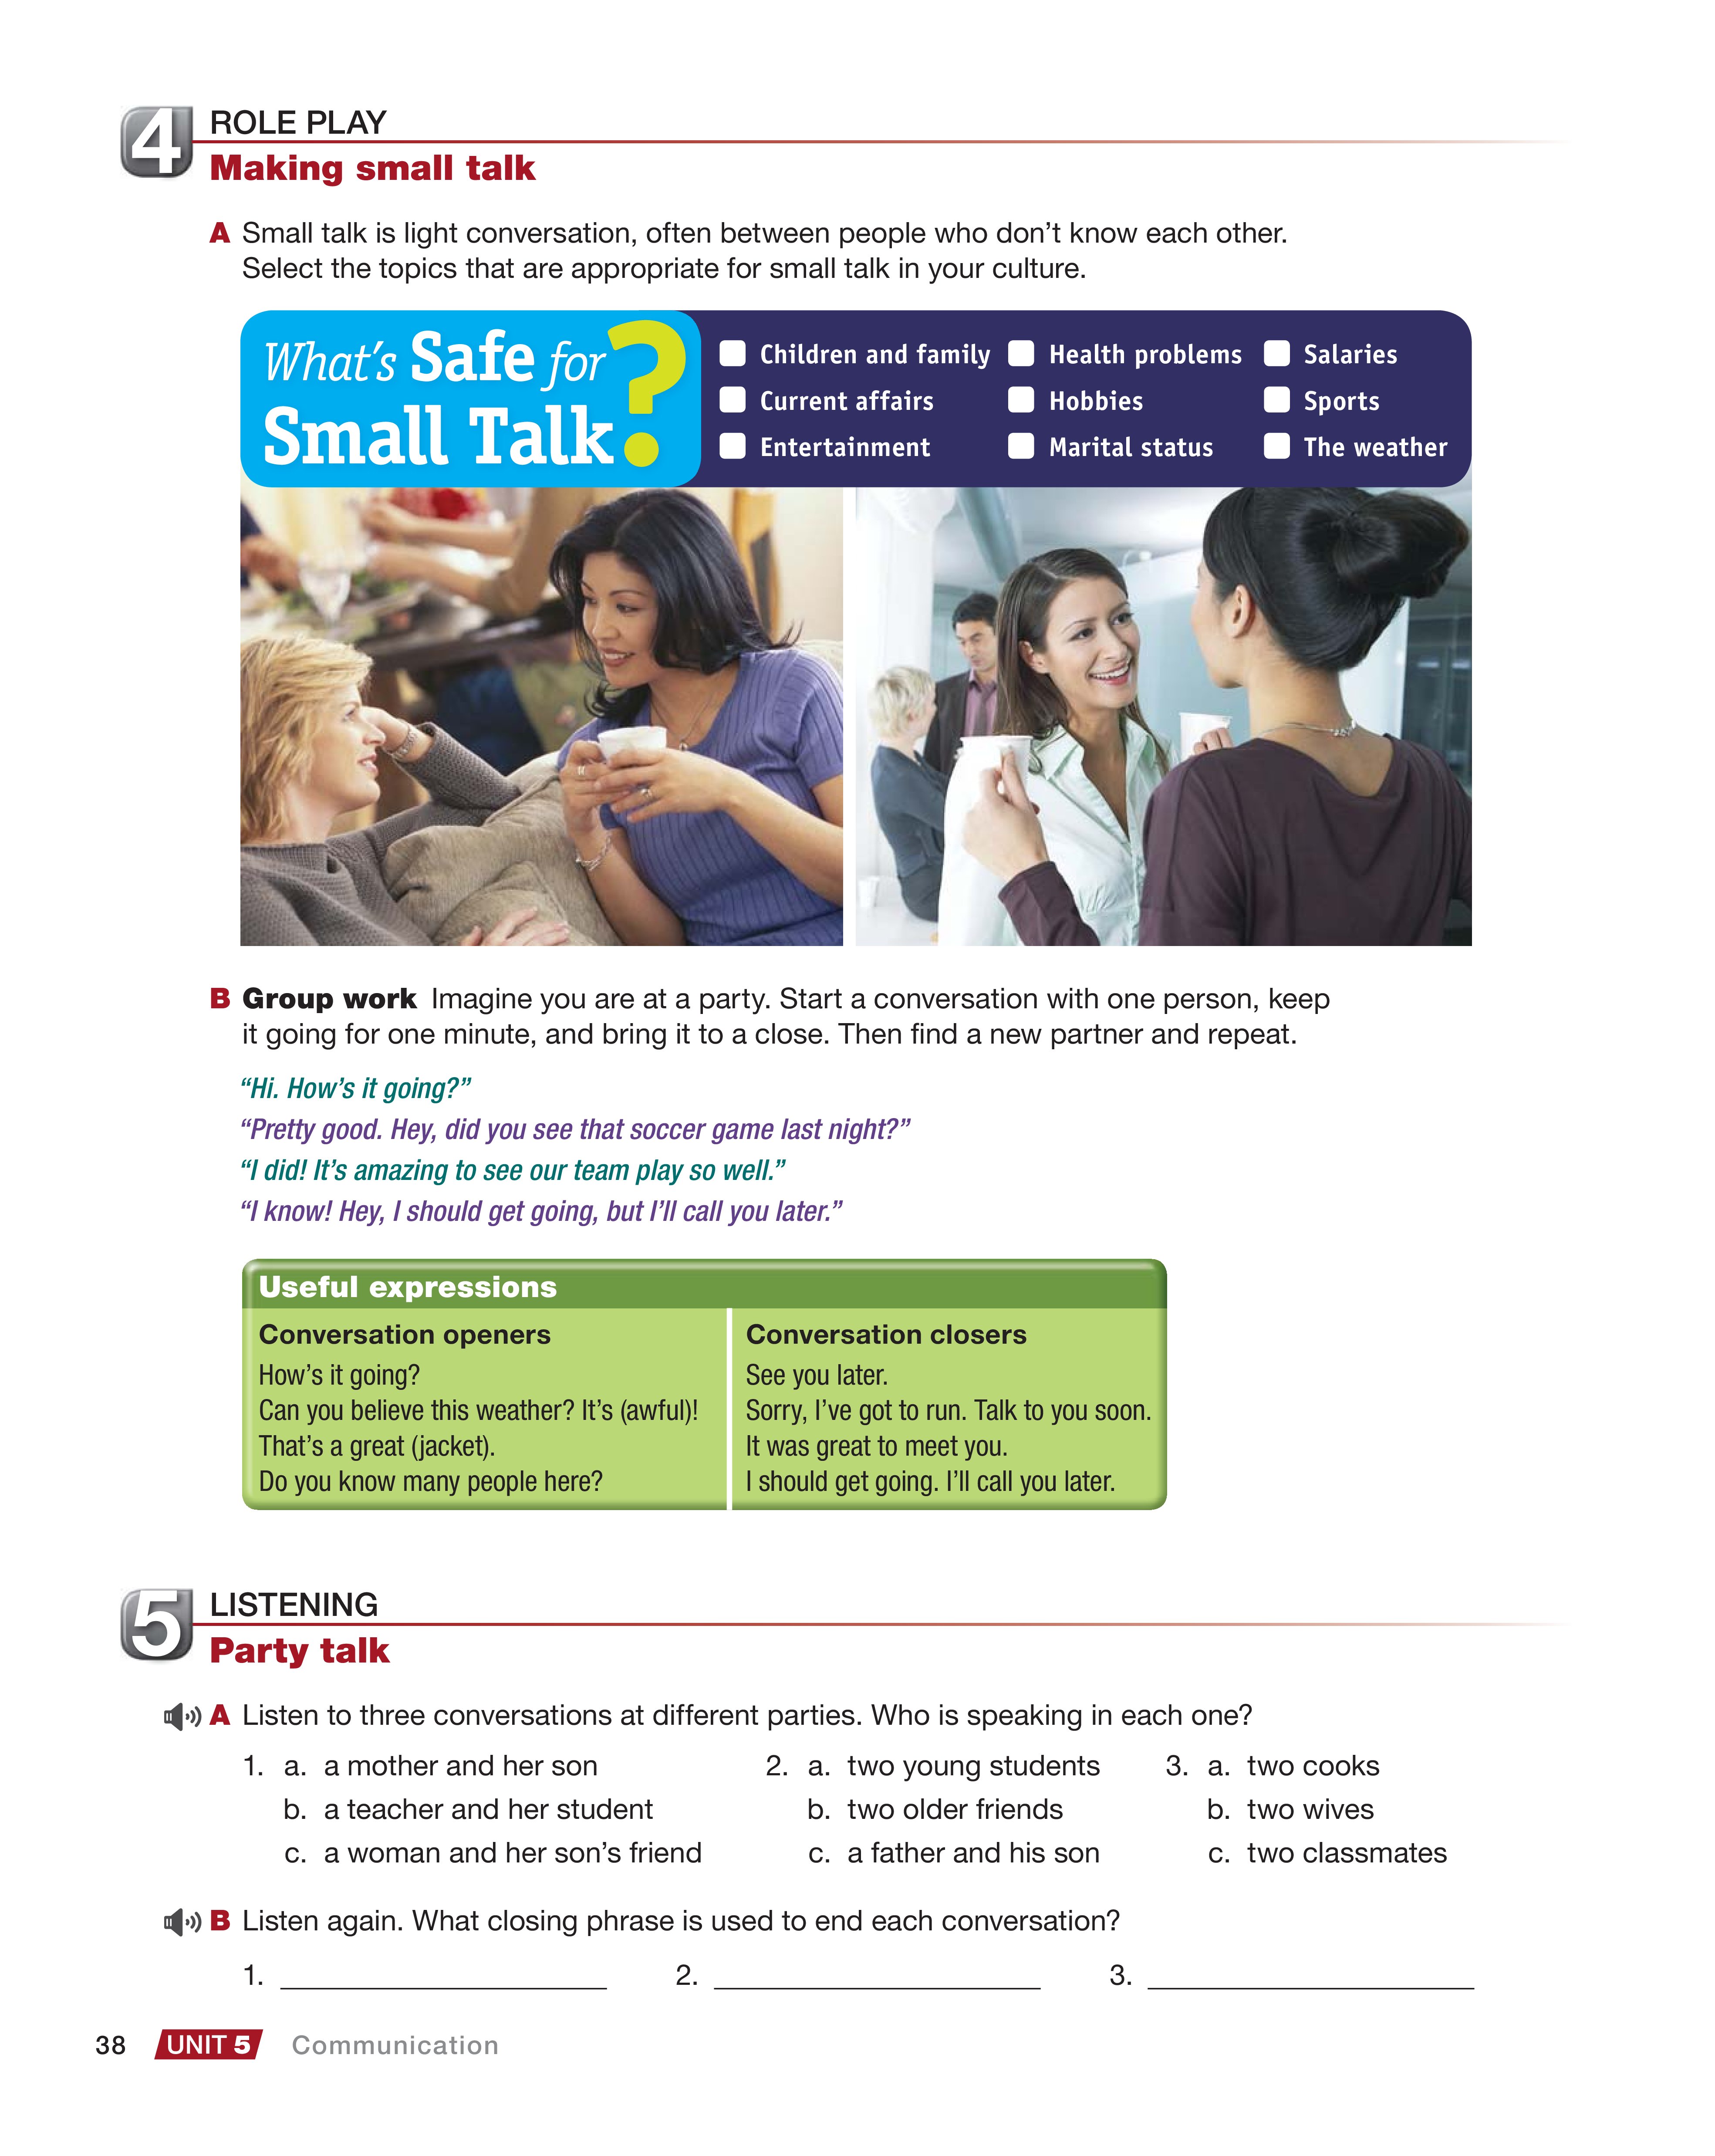 4
ROLE PLAY
Making small talk
A Small talk is light conversation, often between people who don't know each other.
Select the topics that are appropriate for small talk in your culture.
What's Safe for
Small Talk?
Children and family
Current affairs
Entertainment
Health problems
Hobbies
Marital status
Salaries
Sports
The weather
B Group work Imagine you are at a party. Start a conversation with one person, keep
it going for one minute, and bring it to a close. Then find a new partner and repeat.
“Hi. How's it going?”
“Pretty good. Hey, did you see that soccer game last night?”
“I did! It's amazing to see our team play so well.”
“I know! Hey, I should get going, but I'll call you later.”
Useful expressions
Conversation openers
How's it going?
Can you believe this weather? It's (awful)!
That's a great (jacket).
Do you know many people here?
Conversation closers
See you later.
Sorry, I've got to run. Talk to you soon.
It was great to meet you.
I should get going. I'll call you later.
5
LISTENING
Party talk
A Listen to three conversations at different parties. Who is speaking in each one?
1. a. a mother and her son
b. a teacher and her student
c. a woman and her son's friend
2. a. two young students
b. two older friends
c. a father and his son
3. a. two cooks
b. two wives
c. two classmates
B Listen again. What closing phrase is used to end each conversation?
1. 2. 3.
38 UNIT 5 Communication